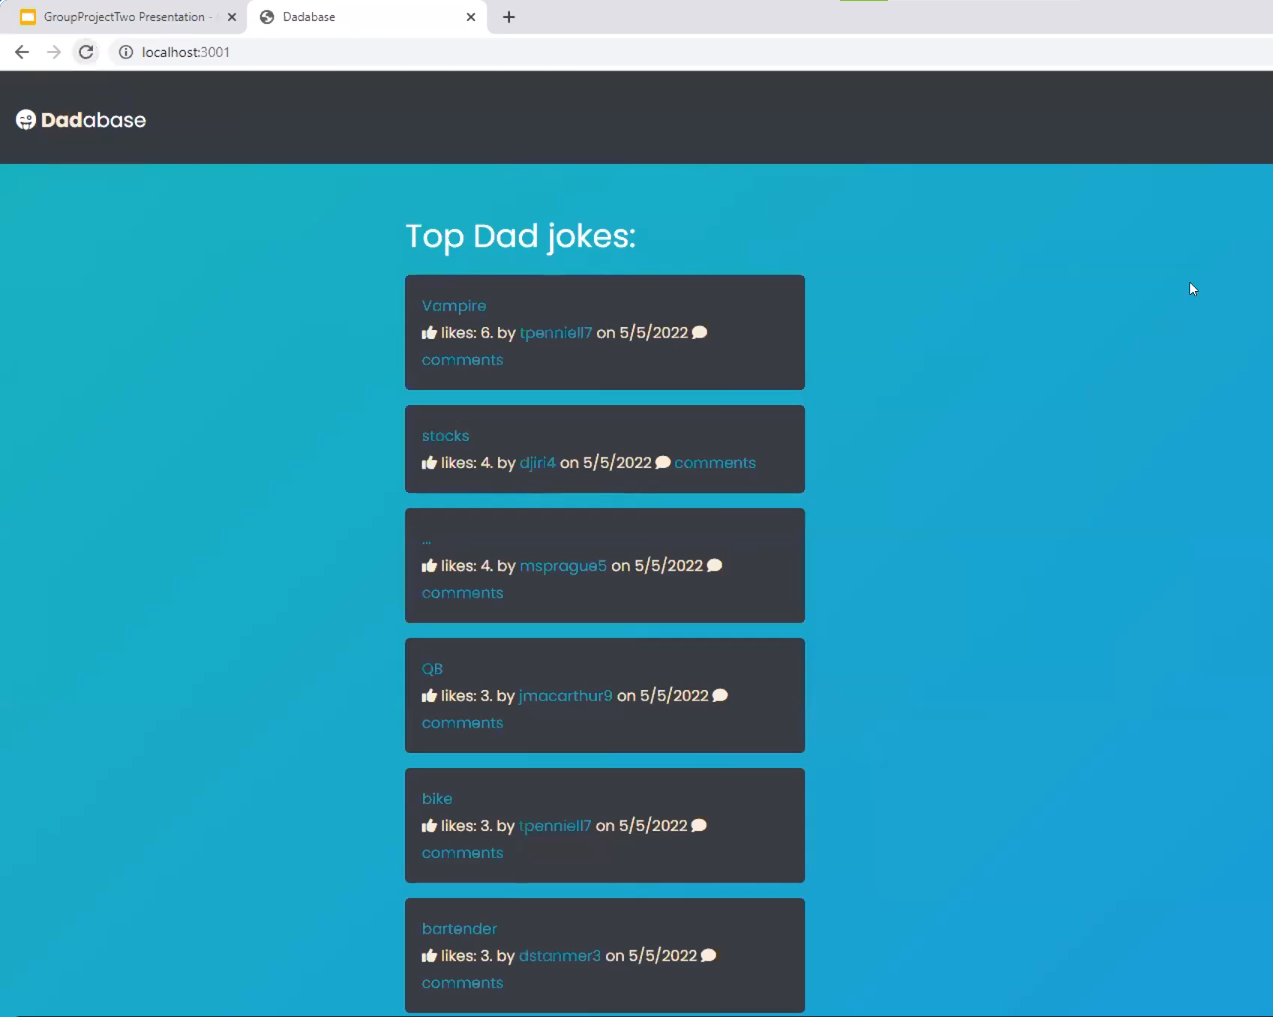 GroupProjectTwo Presentation -
Dadabase
localhost:3001
Dadabase
Top Dad jokes:
Vampire
likes: 6. by tpenniell7 on 5/5/2022
comments
stocks
likes: 4. by djiri4 on 5/5/2022 comments
...
likes: 4. by msprague5 on 5/5/2022
comments
QB
likes: 3. by jmacarthur9 on 5/5/2022
comments
bike
likes: 3. by tpenniell7 on 5/5/2022
comments
bartender
likes: 3. by dstanmer3 on 5/5/2022
comments